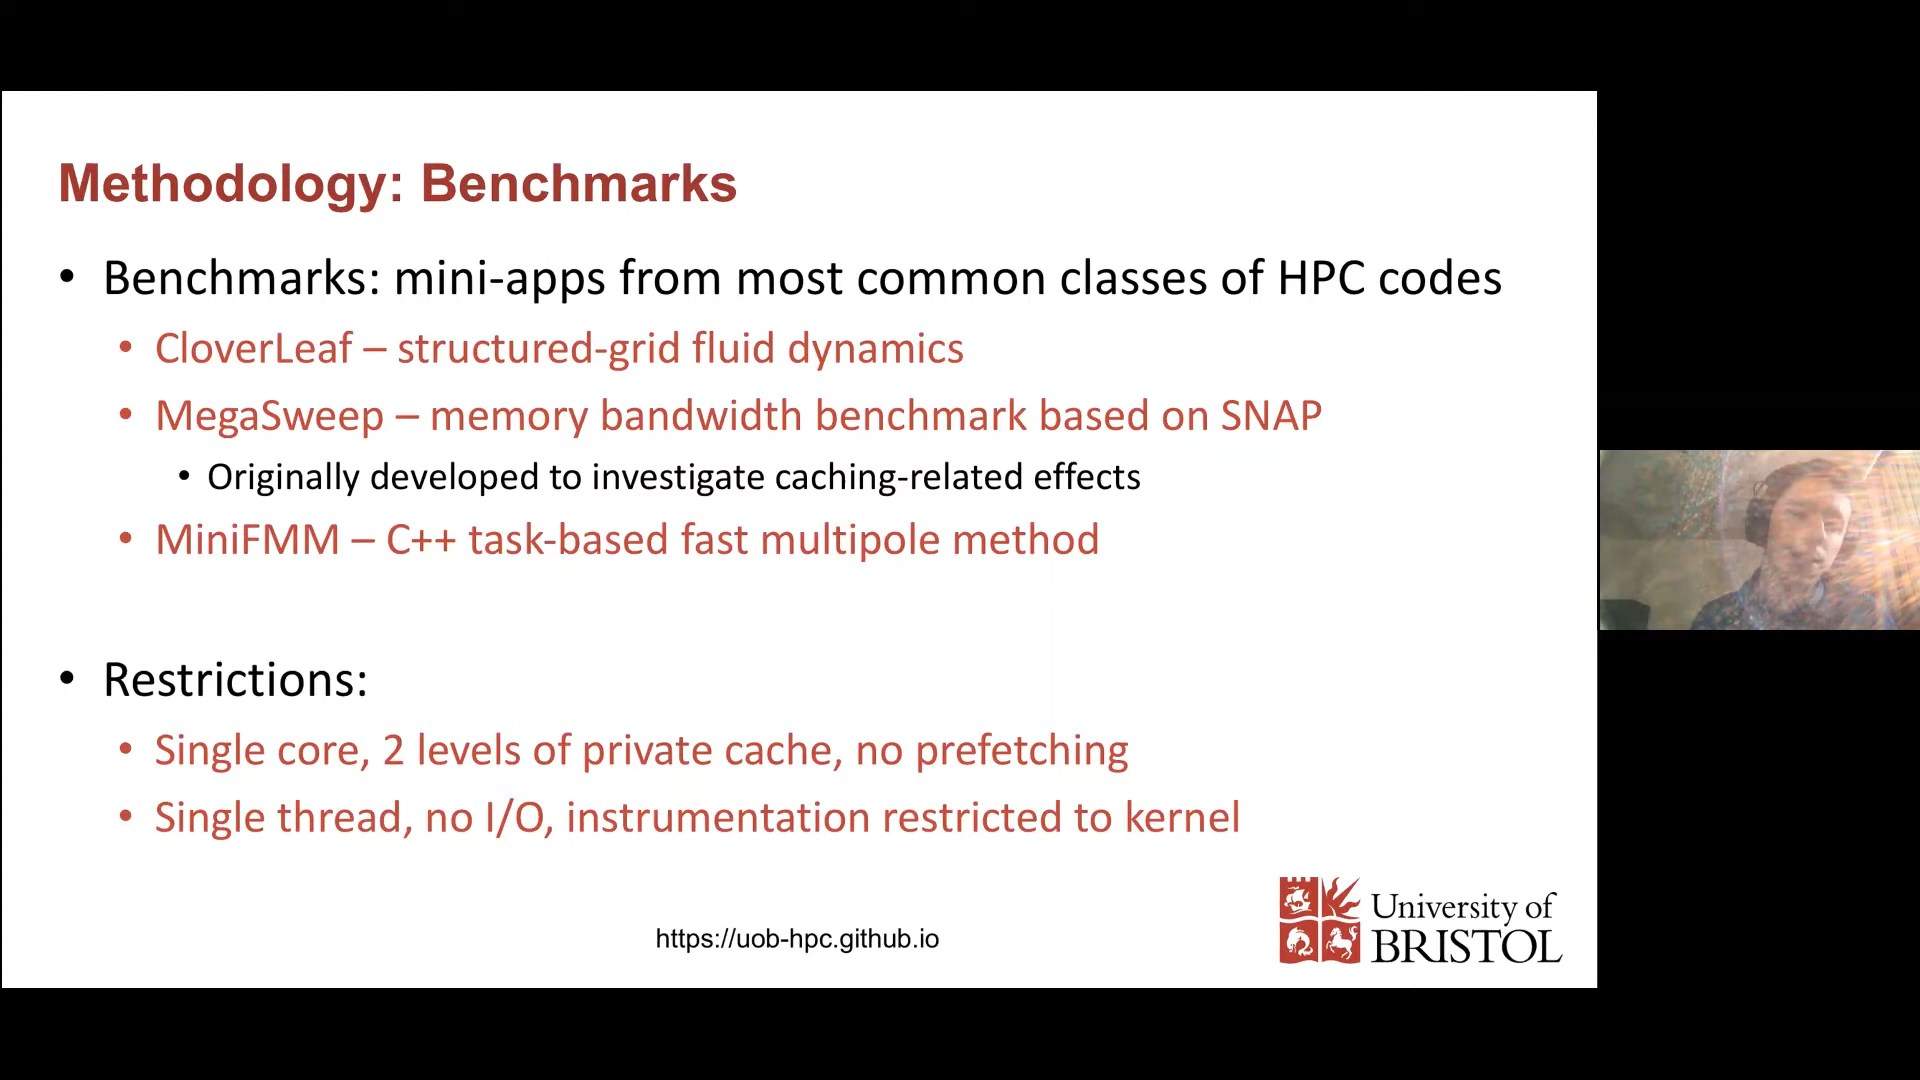 Methodology: Benchmarks
• Benchmarks: mini-apps from most common classes of HPC codes
• CloverLeaf – structured-grid fluid dynamics
• MegaSweep – memory bandwidth benchmark based on SNAP
• Originally developed to investigate caching-related effects
• MiniFMM – C++ task-based fast multipole method
• Restrictions:
• Single core, 2 levels of private cache, no prefetching
• Single thread, no I/O, instrumentation restricted to kernel
https://uob-hpc.github.io
University of
BRISTOL